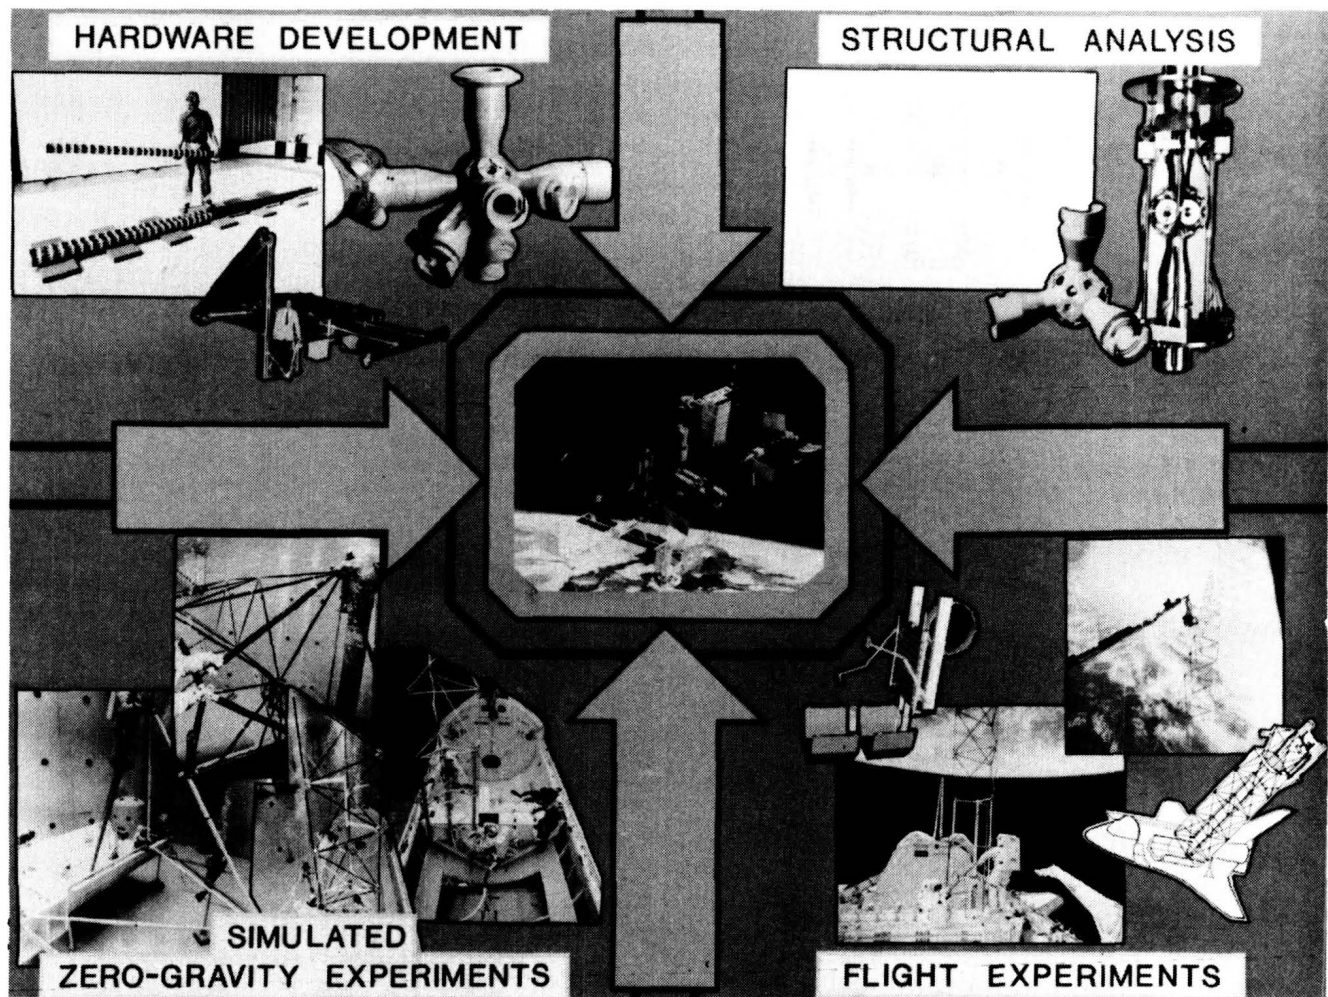 HARDWARE DEVELOPMENT
STRUCTURAL ANALYSIS
SIMULATED
ZERO-GRAVITY EXPERIMENTS
FLIGHT EXPERIMENTS